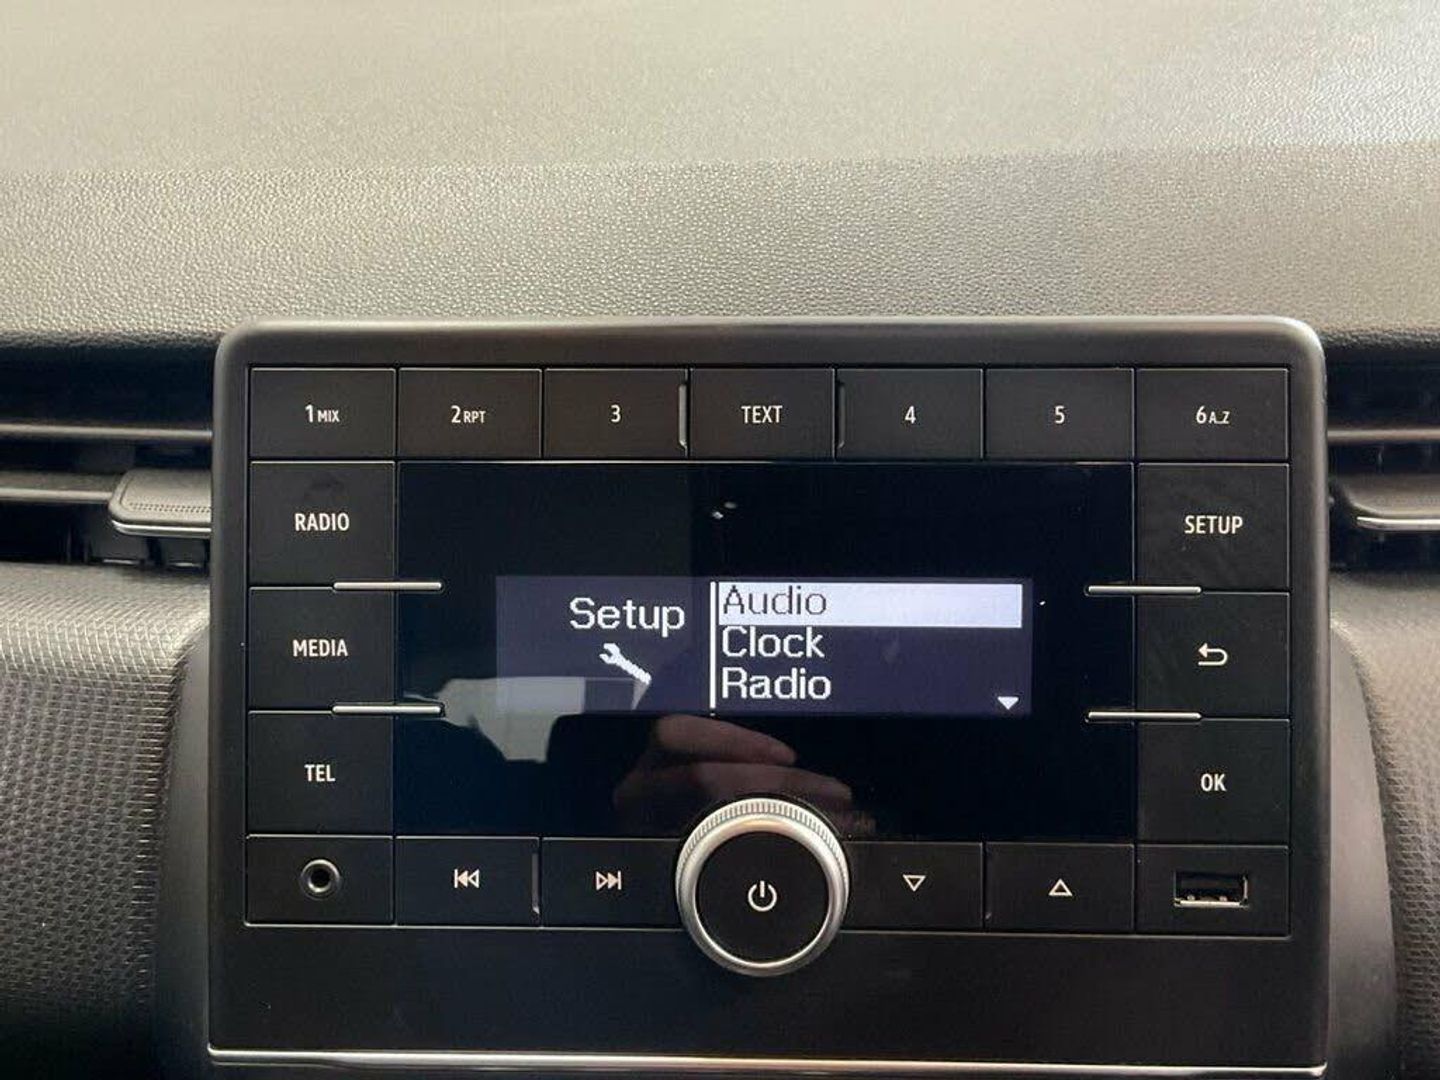 1MIX 2RPT 3 TEXT 4 5 6A..Z
RADIO
SETUP
Setup
Audio
Clock
Radio
MEDIA
TEL
OK